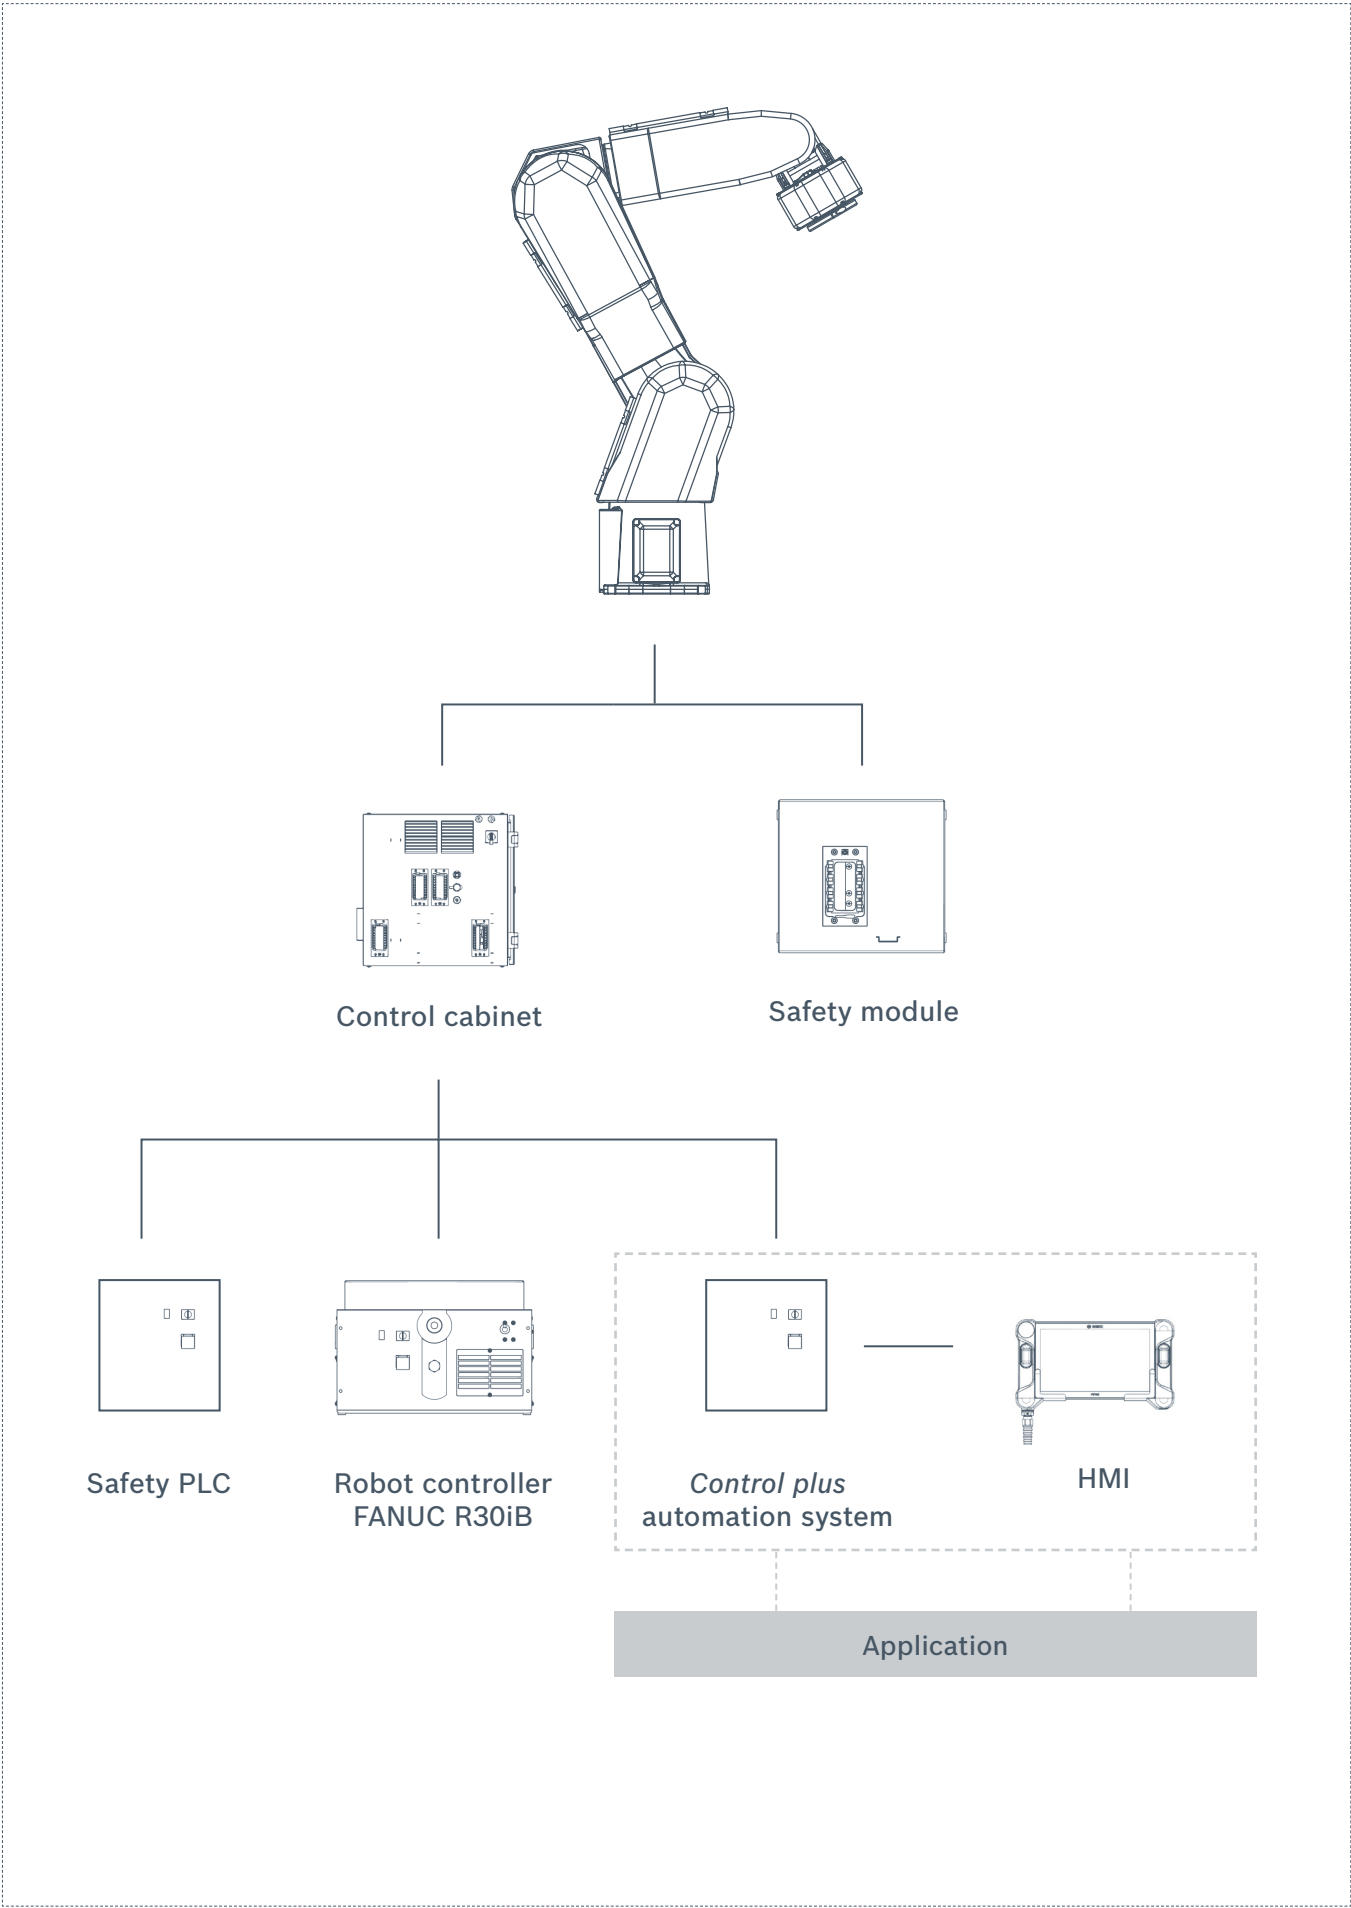 Control cabinet
Safety module
Safety PLC
Robot controller
FANUC R30iB
Control plus
automation system
HMI
Application